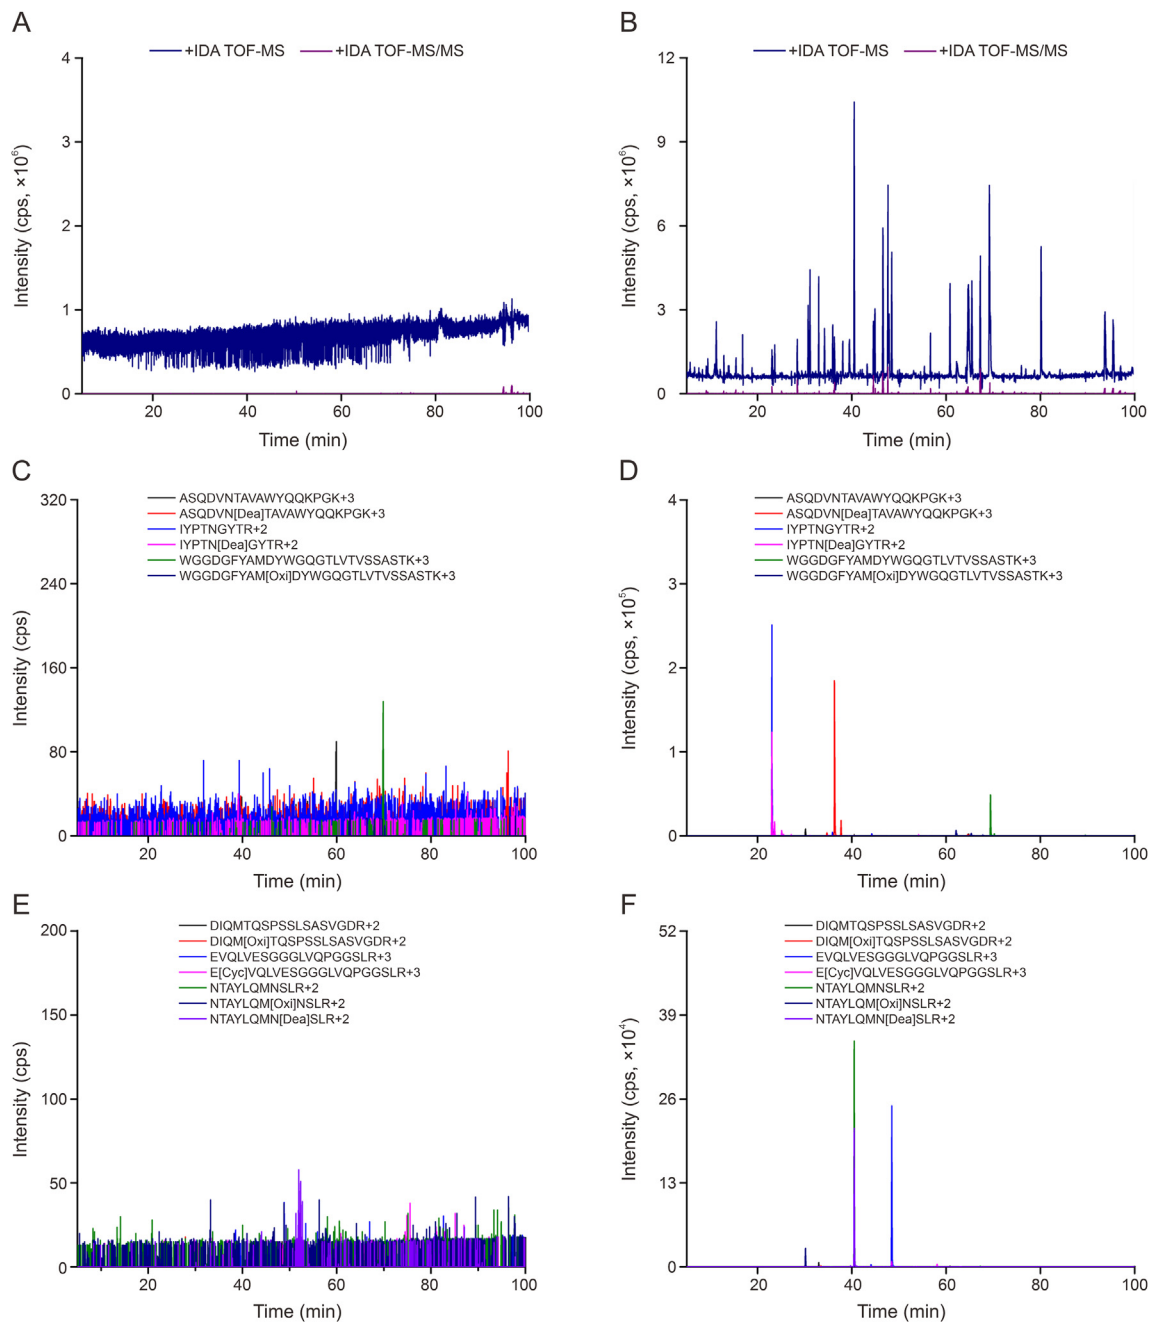 A
+IDA TOF-MS
+IDA TOF-MS/MS
4
3
2
1
0
Intensity (cps, ×10⁶)
20
40
60
80
100
Time (min)
B
+IDA TOF-MS
+IDA TOF-MS/MS
12
9
6
3
0
Intensity (cps, ×10⁶)
20
40
60
80
100
Time (min)
C
ASQDVNTAVAWYQQKPGK+3
ASQDVN[Dea]TAVAWYQQKPGK+3
IYPTNGYTR+2
IYPTN[Dea]GYTR+2
WGGDGFYAMDYWGQGTLVTVSSASTK+3
WGGDGFYAM[Oxi]DYWGQGTLVTVSSASTK+3
320
240
160
80
0
Intensity (cps)
20
40
60
80
100
Time (min)
D
ASQDVNTAVAWYQQKPGK+3
ASQDVN[Dea]TAVAWYQQKPGK+3
IYPTNGYTR+2
IYPTN[Dea]GYTR+2
WGGDGFYAMDYWGQGTLVTVSSASTK+3
WGGDGFYAM[Oxi]DYWGQGTLVTVSSASTK+3
4
3
2
1
0
Intensity (cps, ×10⁵)
20
40
60
80
100
Time (min)
E
DIQMTQSPSSLSASVGDR+2
DIQM[Oxi]TQSPSSLSASVGDR+2
EVQLVESGGGLVQPGGSLR+3
E[Cyc]VQLVESGGGLVQPGGSLR+3
NTAYLQMNSLR+2
NTAYLQM[Oxi]NSLR+2
NTAYLQMN[Dea]SLR+2
200
150
100
50
0
Intensity (cps)
20
40
60
80
100
Time (min)
F
DIQMTQSPSSLSASVGDR+2
DIQM[Oxi]TQSPSSLSASVGDR+2
EVQLVESGGGLVQPGGSLR+3
E[Cyc]VQLVESGGGLVQPGGSLR+3
NTAYLQMNSLR+2
NTAYLQM[Oxi]NSLR+2
NTAYLQMN[Dea]SLR+2
52
39
26
13
0
Intensity (cps, ×10⁴)
20
40
60
80
100
Time (min)